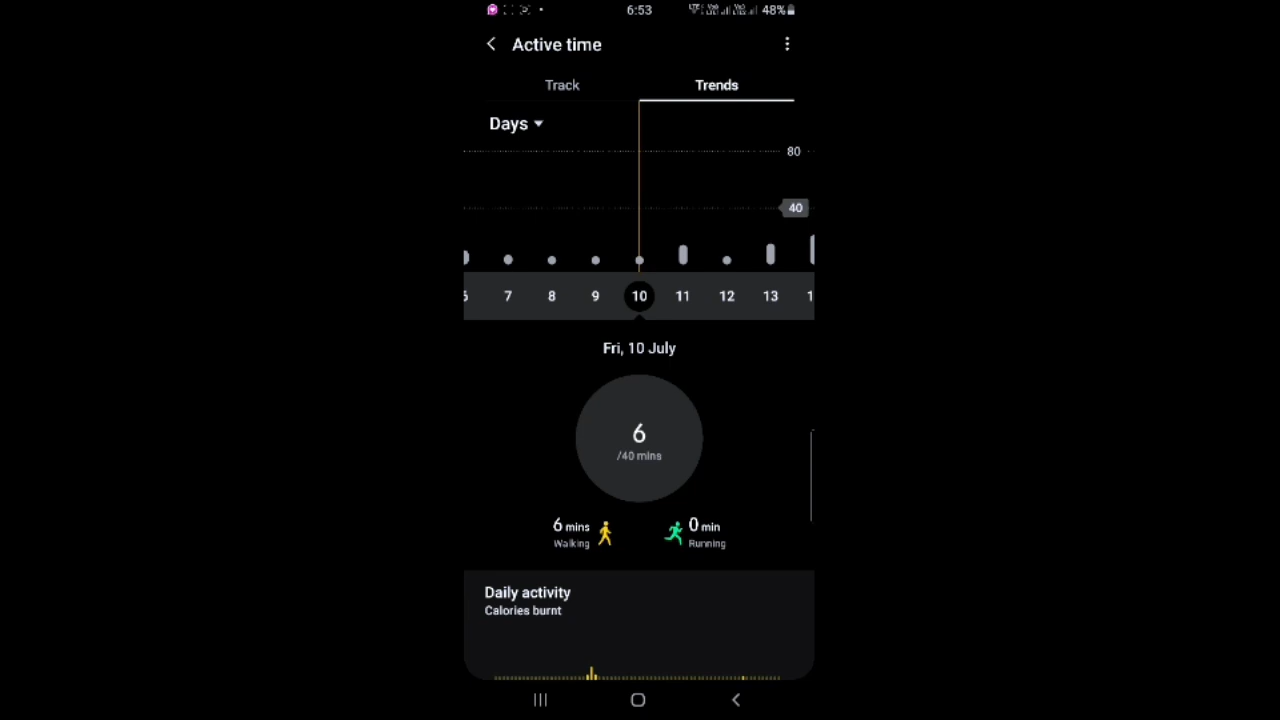 6:53
48%
Active time
Track Trends
Days
80
40
7 8 9 10 11 12 13
Fri, 10 July
6
/40 mins
6 mins 0 min
Walking Running
Daily activity
Calories burnt